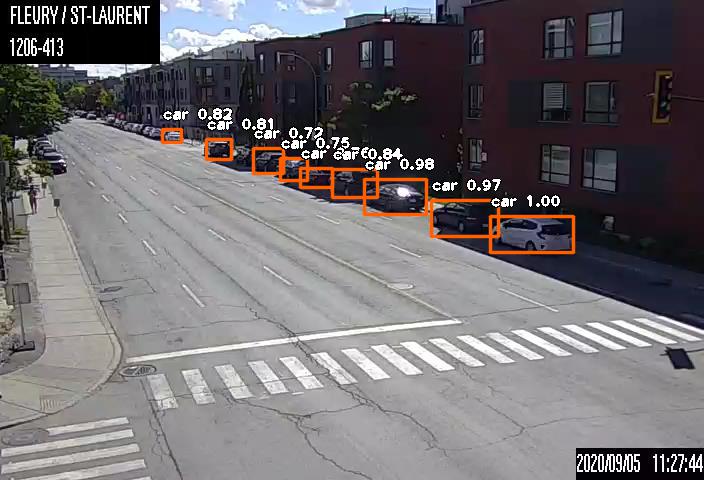 FLEURY / ST-LAURENT
1206-413
car 0.82
car 0.81
car 0.72
car 0.75
car 0.84
car 0.98
car 0.97
car 1.00
2020/09/05 11:27:44